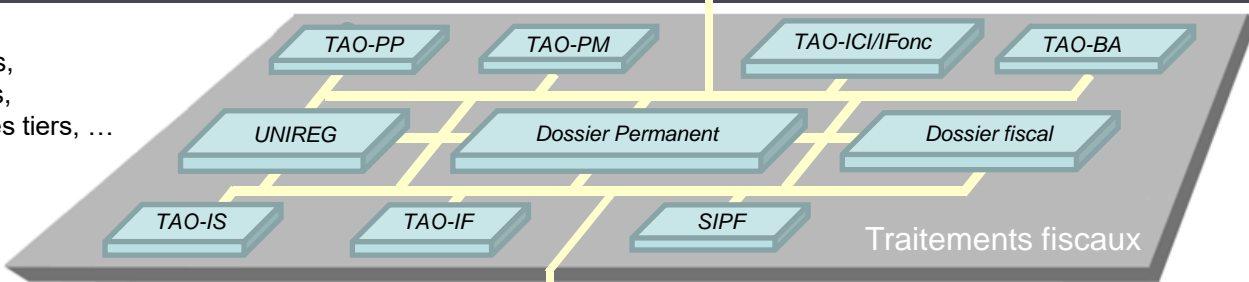 s,
s,
es tiers, …
TAO-PP
TAO-PM
TAO-ICI/IFonc
TAO-BA
UNIREG
Dossier Permanent
Dossier fiscal
TAO-IS
TAO-IF
SIPF
Traitements fiscaux